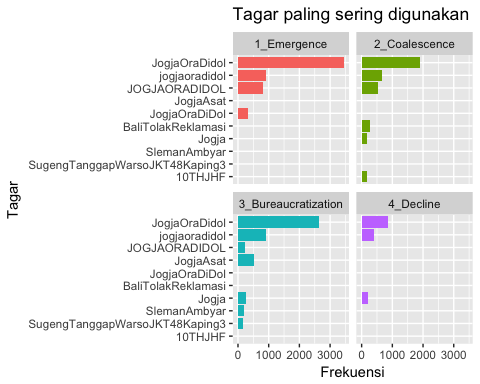 Tagar paling sering digunakan
1_Emergence
2_Coalescence
JogjaOraDidol
jogjaoradidol
JOGJAORADIDOL
JogjaAsat
JogjaOraDiDol
BaliTolakReklamasi
Jogja
SlemanAmbyar
SugengTanggapWarsoJKT48Kaping3
10THJHF
Tagar
3_Bureaucratization
4_Decline
JogjaOraDidol
jogjaoradidol
JOGJAORADIDOL
JogjaAsat
JogjaOraDiDol
BaliTolakReklamasi
Jogja
SlemanAmbyar
SugengTanggapWarsoJKT48Kaping3
10THJHF
0 1000 2000 3000 0 1000 2000 3000
Frekuensi